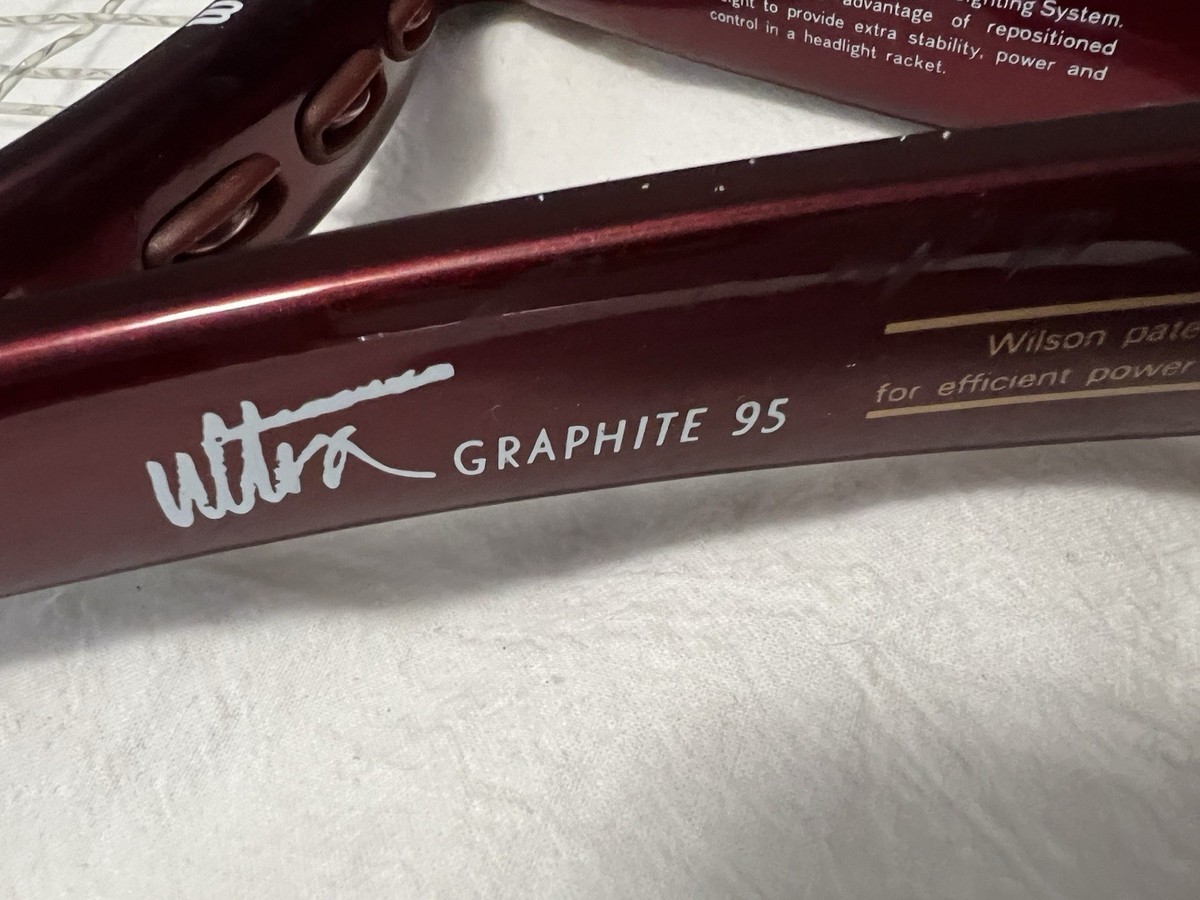 System.
advantage of repositioned
to provide extra stability, power and
control in a headlight racket.
Wilson
for efficient power
ultra GRAPHITE 95